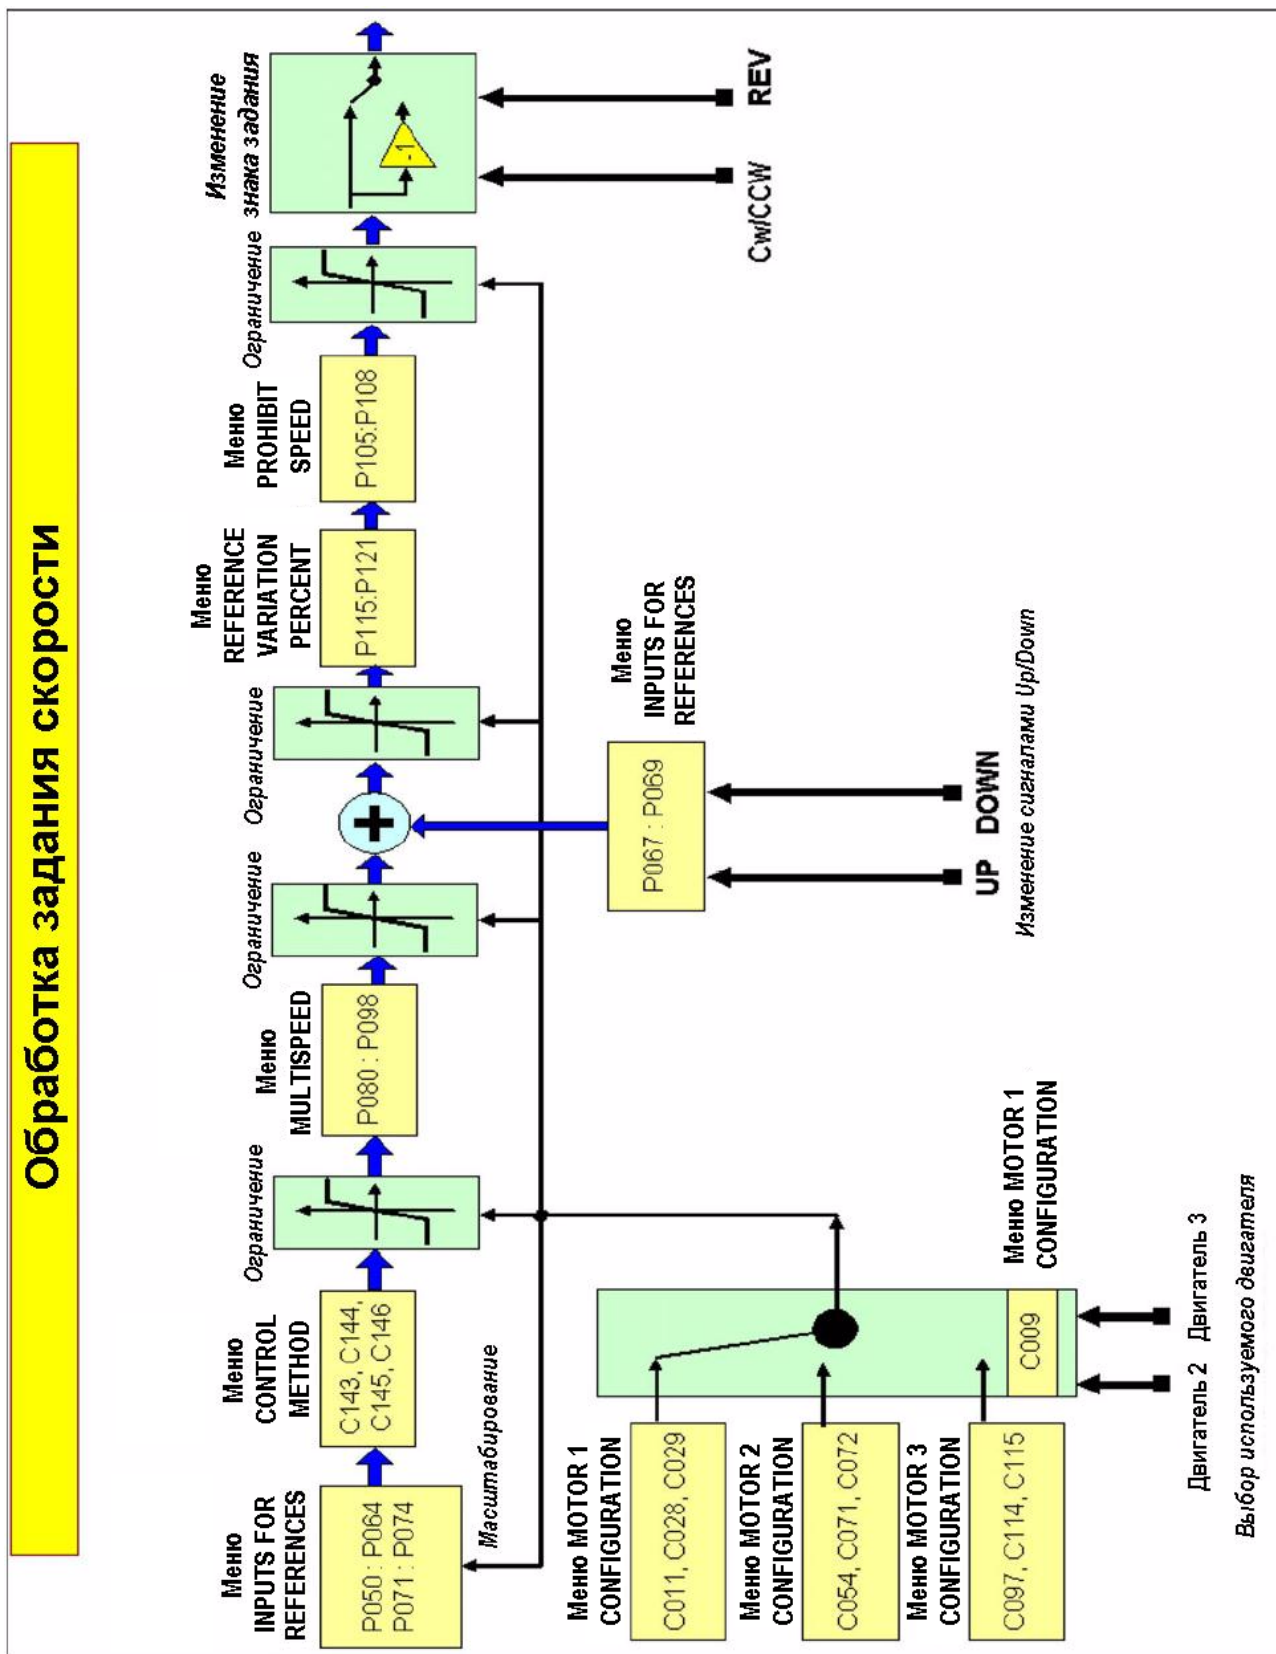 Обработка задания скорости
Меню
INPUTS FOR
REFERENCES
P050 : P064
P071 : P074
Масштабирование
Меню
CONTROL
METHOD
C143, C144,
C145, C146
Ограничение
Меню
MULTISPEED
P080 : P098
Ограничение
+
Ограничение
Меню
REFERENCE
VARIATION
PERCENT
P115:P121
Меню
PROHIBIT
SPEED
P105:P108
Ограничение
Изменение
знака задания
-1
Cw/CCW
REV
Меню
INPUTS FOR
REFERENCES
P067 : P069
UP
DOWN
Изменение сигналами Up/Down
Меню MOTOR 1
CONFIGURATION
C011, C028, C029
Меню MOTOR 2
CONFIGURATION
C054, C071, C072
Меню MOTOR 3
CONFIGURATION
C097, C114, C115
Меню MOTOR 1
CONFIGURATION
C009
Двигатель 2
Двигатель 3
Выбор используемого двигателя